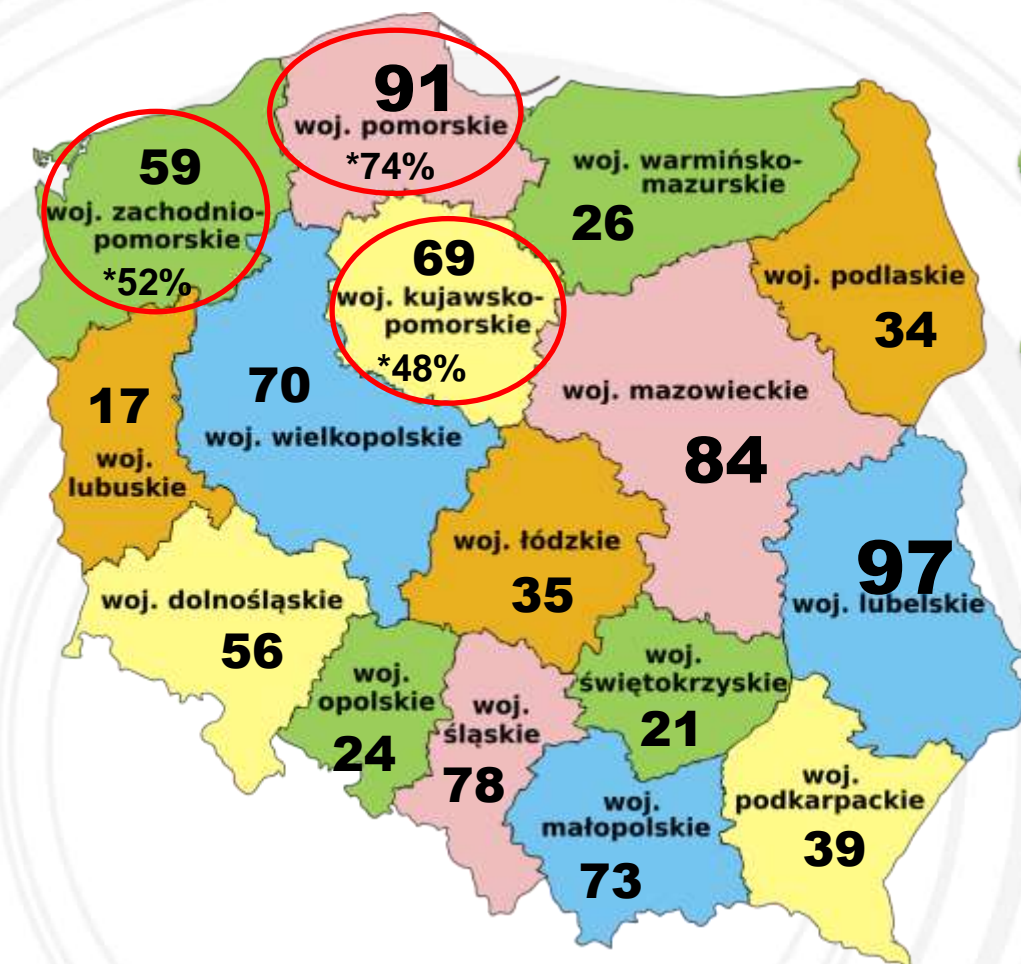 91
woj. pomorskie
*74%
59
woj. zachodnio-
pomorskie
*52%
woj. warmińsko-
mazurskie
26
69
woj. kujawsko-
pomorskie
*48%
woj. podlaskie
34
17
woj.
lubuskie
70
woj. wielkopolskie
woj. mazowieckie
84
woj. łódzkie
35
97
woj. lubelskie
woj. dolnośląskie
56
woj.
opolskie
24
woj.
śląskie
78
woj.
świętokrzyskie
21
woj.
małopolskie
73
woj.
podkarpackie
39